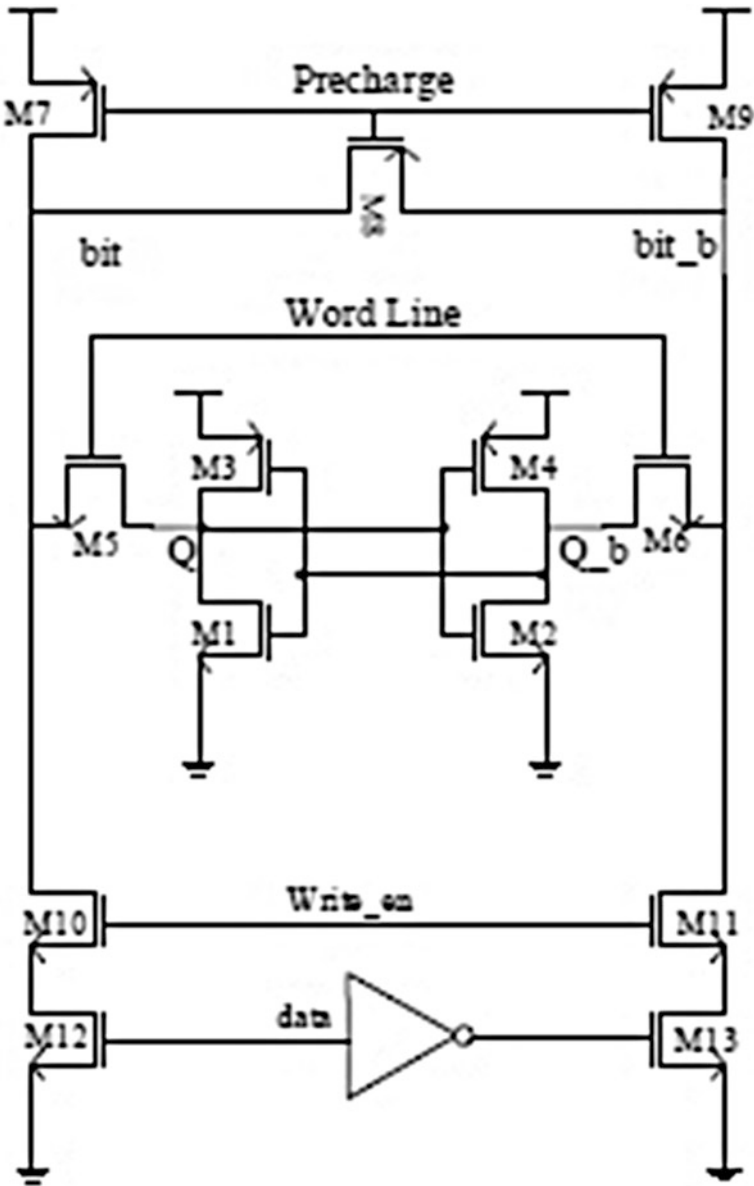 Precharge
M7
M9
M8
bit
bit_b
Word Line
M3
M4
M5
Q
Q_b
M6
M1
M2
Write_en
M10
M11
data
M12
M13